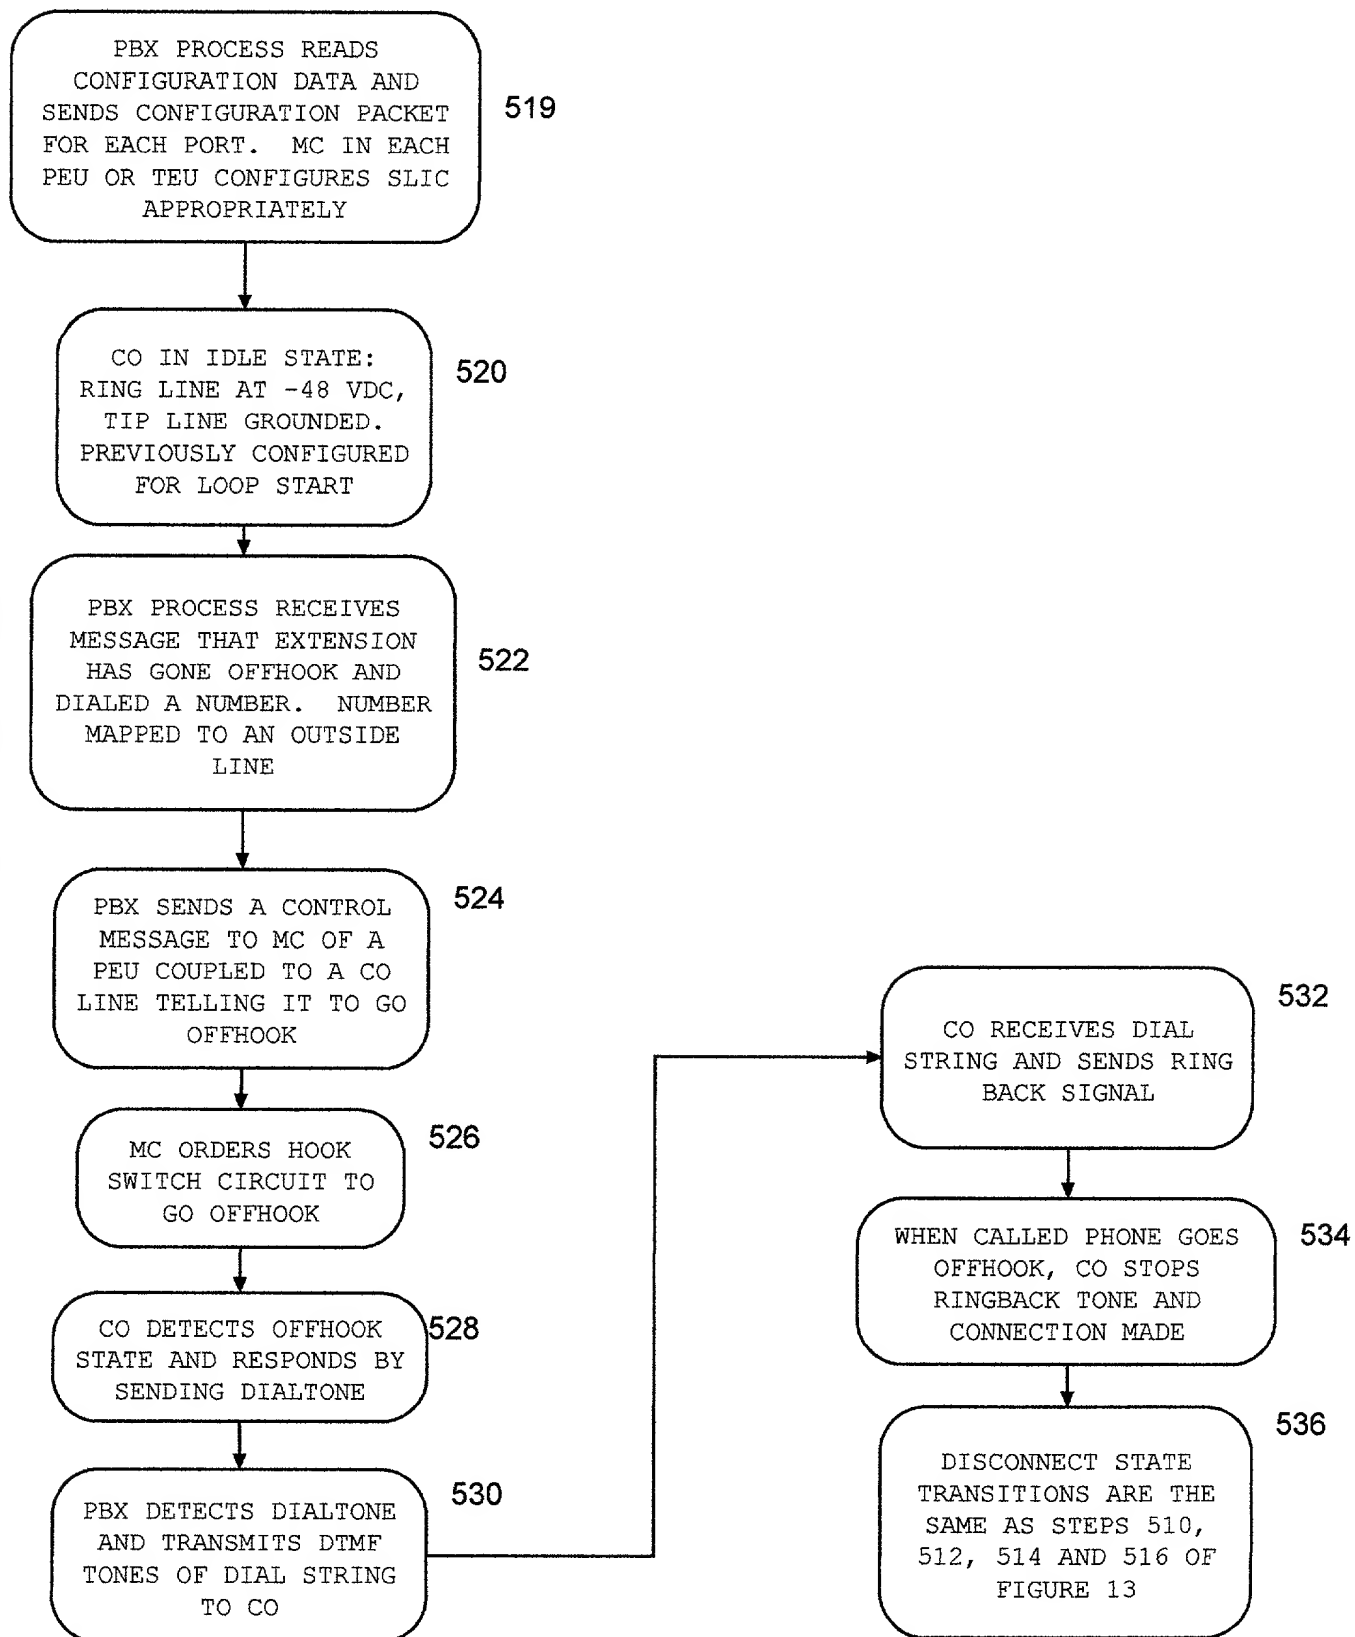 PBX PROCESS READS
CONFIGURATION DATA AND
SENDS CONFIGURATION PACKET
FOR EACH PORT. MC IN EACH
PEU OR TEU CONFIGURES SLIC
APPROPRIATELY
519
CO IN IDLE STATE:
RING LINE AT -48 VDC,
TIP LINE GROUNDED.
PREVIOUSLY CONFIGURED
FOR LOOP START
520
PBX PROCESS RECEIVES
MESSAGE THAT EXTENSION
HAS GONE OFFHOOK AND
DIALED A NUMBER. NUMBER
MAPPED TO AN OUTSIDE
LINE
522
PBX SENDS A CONTROL
MESSAGE TO MC OF A
PEU COUPLED TO A CO
LINE TELLING IT TO GO
OFFHOOK
524
MC ORDERS HOOK
SWITCH CIRCUIT TO
GO OFFHOOK
526
CO DETECTS OFFHOOK
STATE AND RESPONDS BY
SENDING DIALTONE
528
PBX DETECTS DIALTONE
AND TRANSMITS DTMF
TONES OF DIAL STRING
TO CO
530
CO RECEIVES DIAL
STRING AND SENDS RING
BACK SIGNAL
532
WHEN CALLED PHONE GOES
OFFHOOK, CO STOPS
RINGBACK TONE AND
CONNECTION MADE
534
DISCONNECT STATE
TRANSITIONS ARE THE
SAME AS STEPS 510,
512, 514 AND 516 OF
FIGURE 13
536